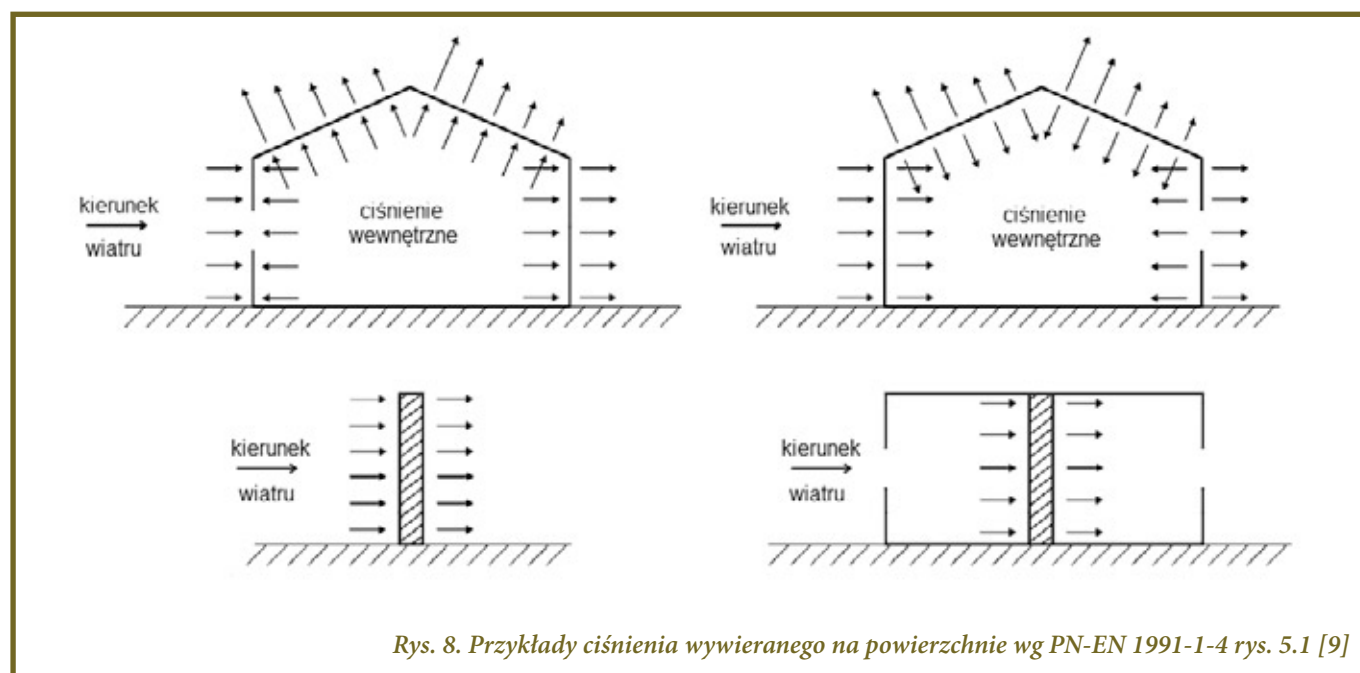 kierunek
wiatru
ciśnienie
wewnętrzne
kierunek
wiatru
ciśnienie
wewnętrzne
kierunek
wiatru
kierunek
wiatru
Rys. 8. Przykłady ciśnienia wywieranego na powierzchnie wg PN-EN 1991-1-4 rys. 5.1 [9]